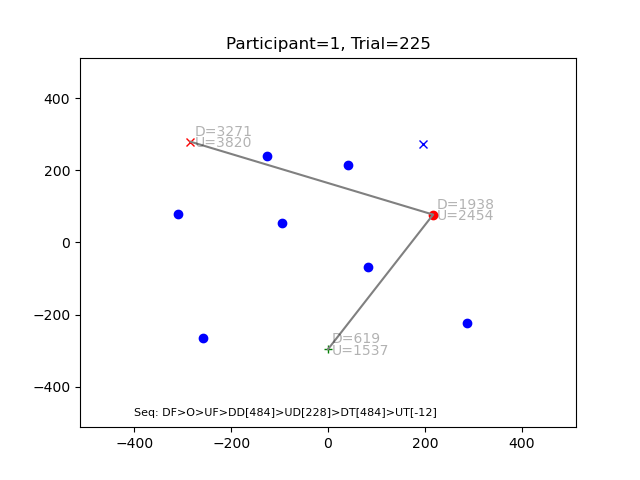 Participant=1, Trial=225
400
200
0
−200
−400
D=3271
U=3820
D=1938
U=2454
D=619
U=1537
Seq: DF>O>UF>DD[484]>UD[228]>DT[484]>UT[-12]
−400
−200
0
200
400